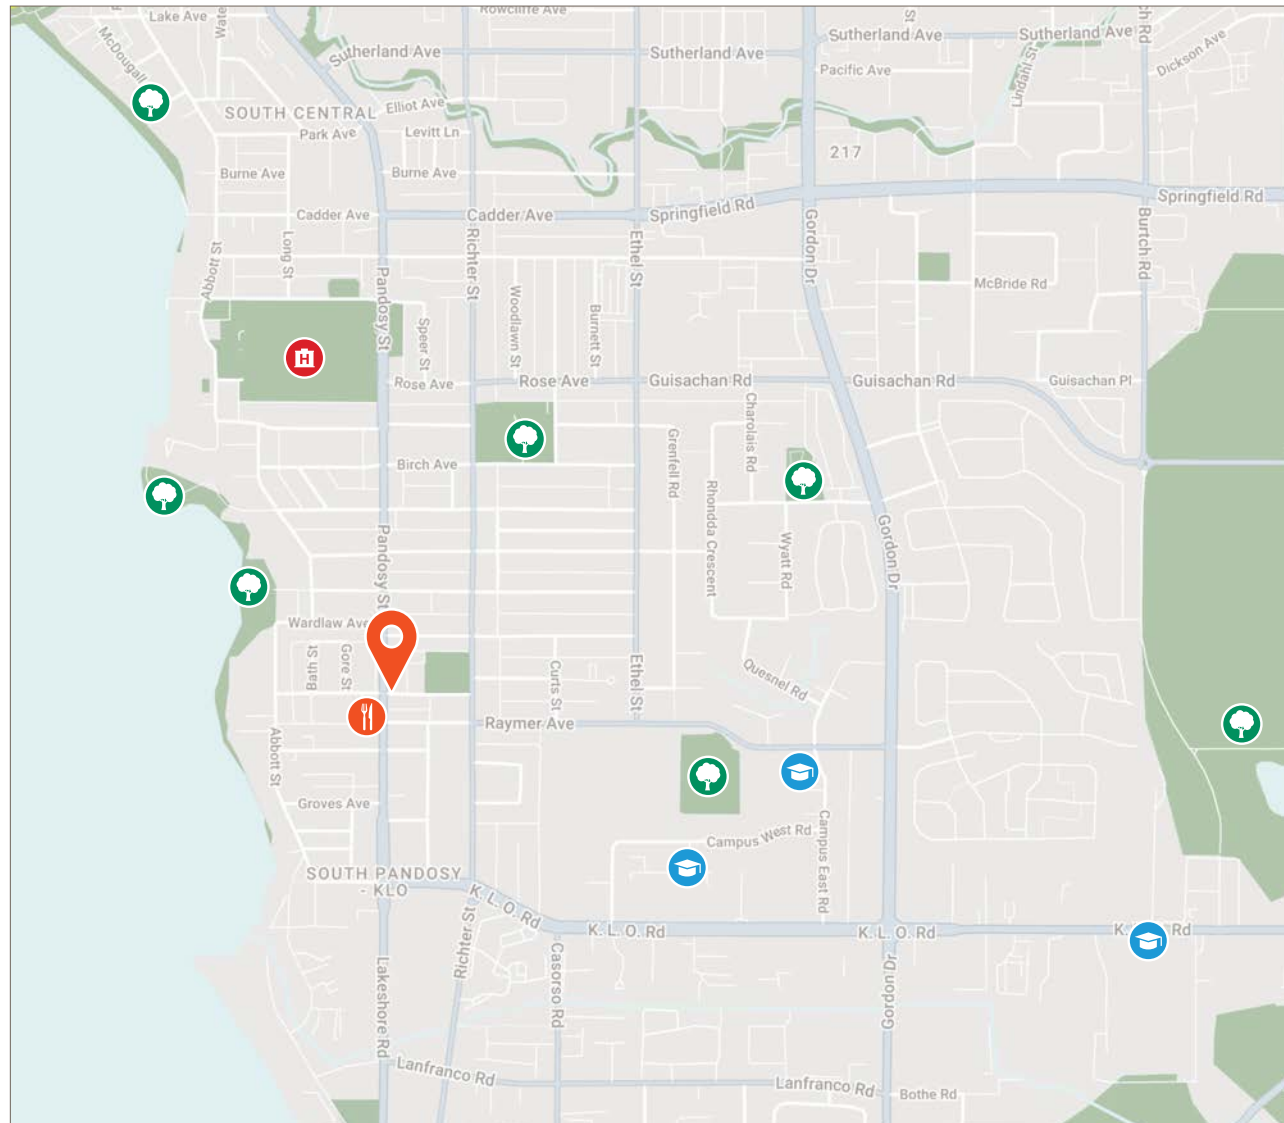 Rowcliffe Ave
Lake Ave
McDougall
Sutherland Ave
Sutherland Ave
Sutherland Ave
Sutherland Ave
Dickson Ave
Pacific Ave
Lindahl St
St
Rd
SOUTH CENTRAL
Elliot Ave
Park Ave
Levitt Ln
217
Burne Ave
Burne Ave
Cadder Ave
Cadder Ave
Springfield Rd
Springfield Rd
Abbott St
Long St
Pandosy St
Richter St
Ethel St
Gordon Dr
Burtch Rd
McBride Rd
Speer St
Woodlawn St
Burnett St
H
Rose Ave
Rose Ave
Guisachan Rd
Guisachan Rd
Guisachan Pl
Charolais Rd
Grenfell Rd
Birch Ave
Rhondda Crescent
Pandosy St
Wyatt Rd
Gordon Dr
Wardlaw Ave
Bath St
Gore St
Curts St
Ethel St
Quesnel Rd
Raymer Ave
Abbott St
Groves Ave
Campus West Rd
Campus East Rd
SOUTH PANDOSY
- KLO
K. L. O. Rd
K. L. O. Rd
K. L. O. Rd
Rd
Richter St
Casorso Rd
Lakeshore Rd
Gordon Dr
Lanfranco Rd
Lanfranco Rd
Bothe Rd